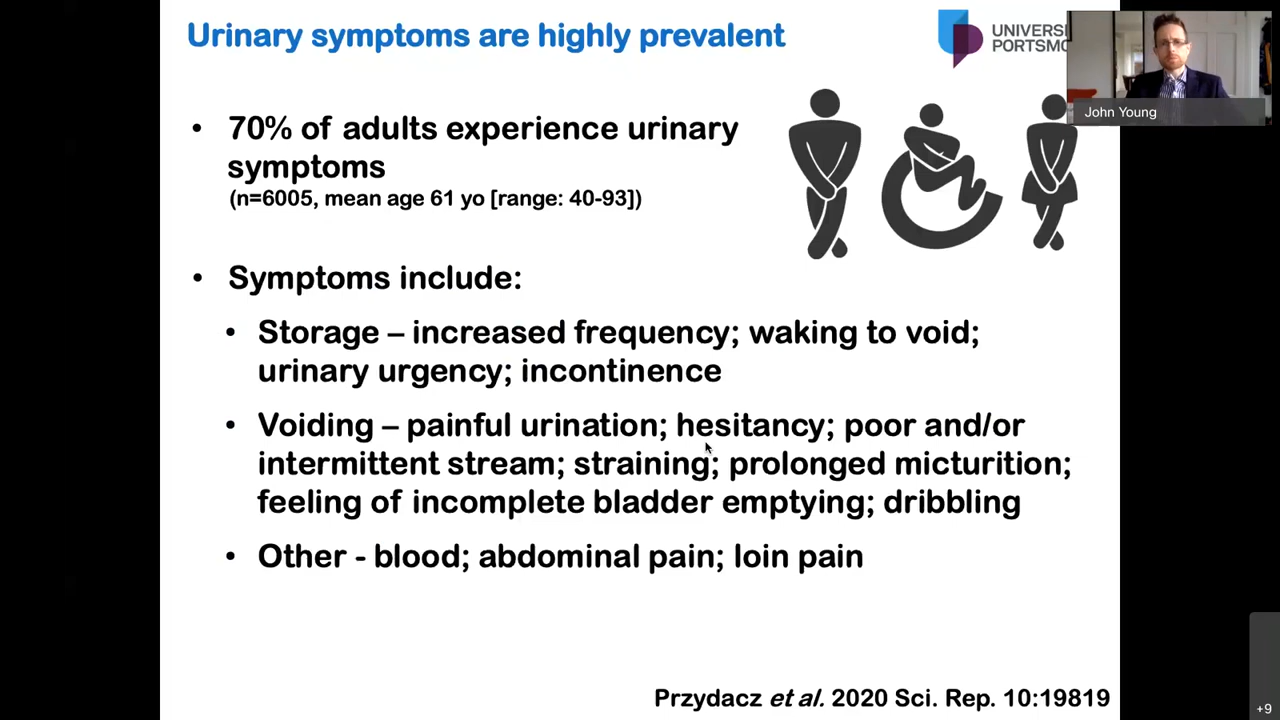 Urinary symptoms are highly prevalent
UNIVERSI
PORTSMO
John Young
• 70% of adults experience urinary
symptoms
(n=6005, mean age 61 yo [range: 40-93])
• Symptoms include:
• Storage – increased frequency; waking to void;
urinary urgency; incontinence
• Voiding – painful urination; hesitancy; poor and/or
intermittent stream; straining; prolonged micturition;
feeling of incomplete bladder emptying; dribbling
• Other - blood; abdominal pain; loin pain
Przydacz et al. 2020 Sci. Rep. 10:19819
+9